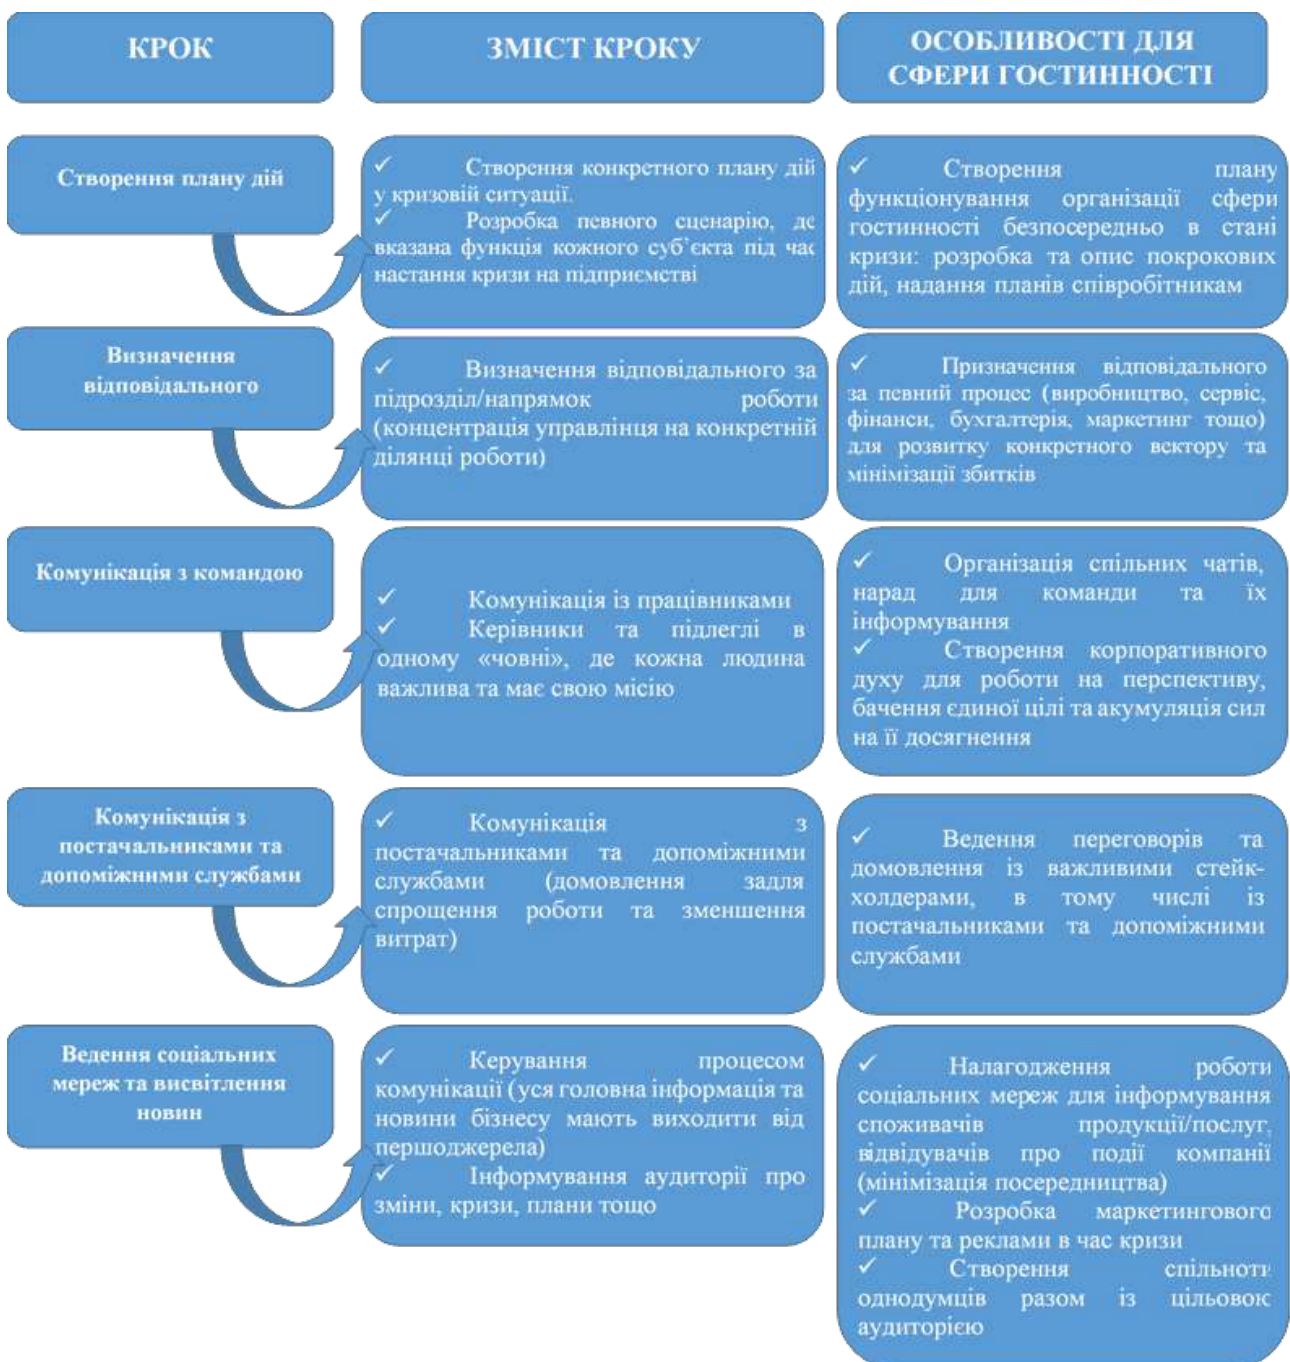 КРОК
ЗМІСТ КРОКУ
ОСОБЛИВОСТІ ДЛЯ
СФЕРИ ГОСТИННОСТІ
Створення плану дій
✓ Створення конкретного плану дій
у кризовій ситуації.
✓ Розробка певного сценарію, де
вказана функція кожного суб’єкта під час
настання кризи на підприємстві
✓ Створення плану
функціонування організації сфери
гостинності безпосередньо в стані
кризи: розробка та опис покрокових
дій, надання планів співробітникам
Визначення
відповідального
✓ Визначення відповідального за
підрозділ/напрямок роботи
(концентрація управлінця на конкретній
ділянці роботи)
✓ Призначення відповідального
за певний процес (виробництво, сервіс,
фінанси, бухгалтерія, маркетинг тощо)
для розвитку конкретного вектору та
мінімізації збитків
Комунікація з командою
✓ Комунікація із працівниками
✓ Керівники та підлеглі в
одному «човні», де кожна людина
важлива та має свою місію
✓ Організація спільних чатів,
нарад для команди та їх
інформування
✓ Створення корпоративного
духу для роботи на перспективу,
бачення єдиної цілі та акумуляція сил
на її досягнення
Комунікація з
постачальниками та
допоміжними службами
✓ Комунікація з
постачальниками та допоміжними
службами (домовлення задля
спрощення роботи та зменшення
витрат)
✓ Ведення переговорів та
домовлення із важливими стейк-
холдерами, в тому числі із
постачальниками та допоміжними
службами
Ведення соціальних
мереж та висвітлення
новин
✓ Керування процесом
комунікації (уся головна інформація та
новини бізнесу мають виходити від
першоджерела)
✓ Інформування аудиторії про
зміни, кризи, плани тощо
✓ Налагодження роботи
соціальних мереж для інформування
споживачів продукції/послуг,
відвідувачів про події компанії
(мінімізація посередництва)
✓ Розробка маркетингового
плану та реклами в час кризи
✓ Створення спільноти
однодумців разом із цільовою
аудиторією